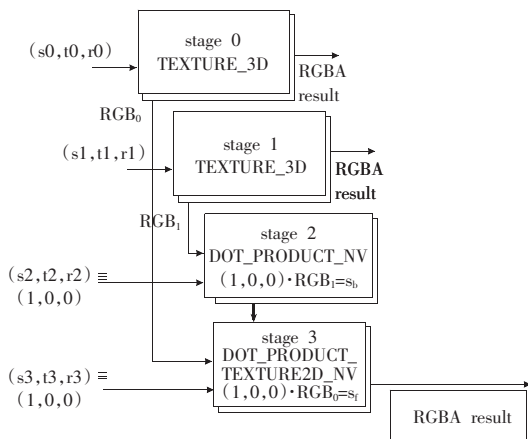 stage 0
TEXTURE_3D
(s0,t0,r0)
RGBA
result
RGB₀
stage 1
TEXTURE_3D
(s1,t1,r1)
RGBA
result
RGB₁
stage 2
DOT_PRODUCT_NV
(1,0,0)·RGB₁=s_b
(s2,t2,r2) ≡
(1,0,0)
stage 3
DOT_PRODUCT_
TEXTURE2D_NV
(1,0,0)·RGB₀=s_f
(s3,t3,r3) ≡
(1,0,0)
RGBA result